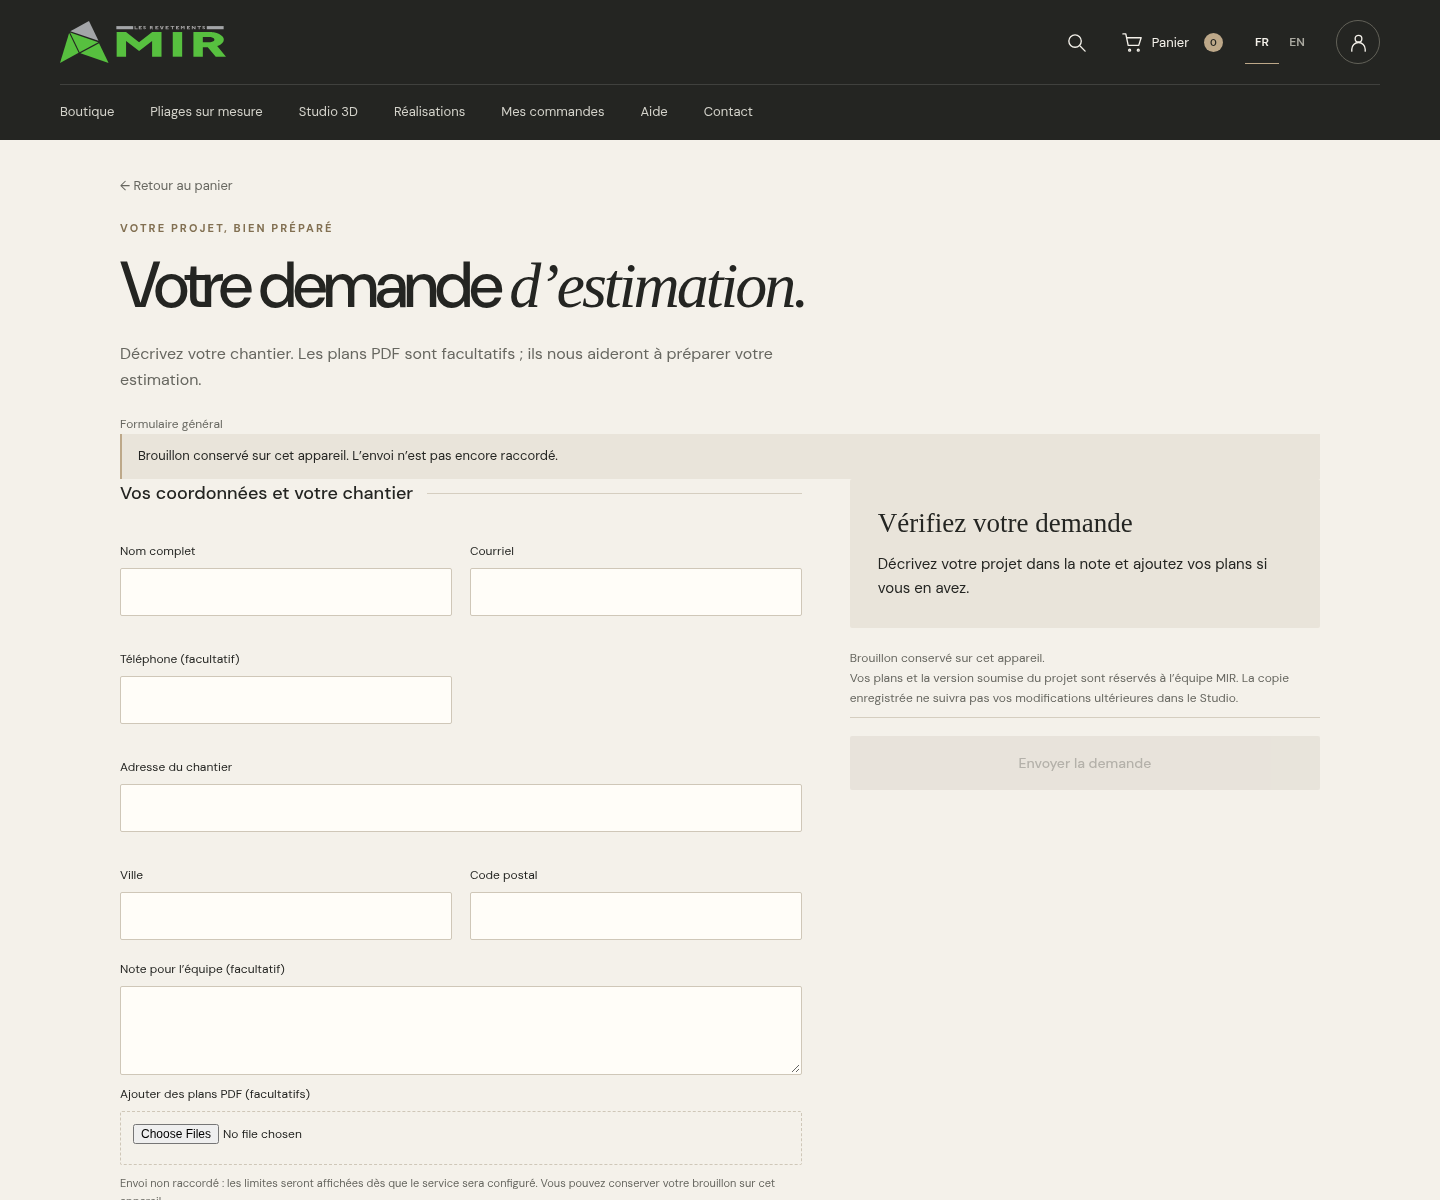 LES REVÊTEMENTS
MIR
Panier 0
FR EN
Boutique Pliages sur mesure Studio 3D Réalisations Mes commandes Aide Contact
← Retour au panier
VOTRE PROJET, BIEN PRÉPARÉ
Votre demande d’estimation.
Décrivez votre chantier. Les plans PDF sont facultatifs ; ils nous aideront à préparer votre
estimation.
Formulaire général
Brouillon conservé sur cet appareil. L’envoi n’est pas encore raccordé.
Vos coordonnées et votre chantier
Nom complet
Courriel
Téléphone (facultatif)
Adresse du chantier
Ville
Code postal
Note pour l’équipe (facultatif)
Ajouter des plans PDF (facultatifs)
Choose Files No file chosen
Envoi non raccordé : les limites seront affichées dès que le service sera configuré. Vous pouvez conserver votre brouillon sur cet
appareil.
Vérifiez votre demande
Décrivez votre projet dans la note et ajoutez vos plans si
vous en avez.
Brouillon conservé sur cet appareil.
Vos plans et la version soumise du projet sont réservés à l’équipe MIR. La copie
enregistrée ne suivra pas vos modifications ultérieures dans le Studio.
Envoyer la demande